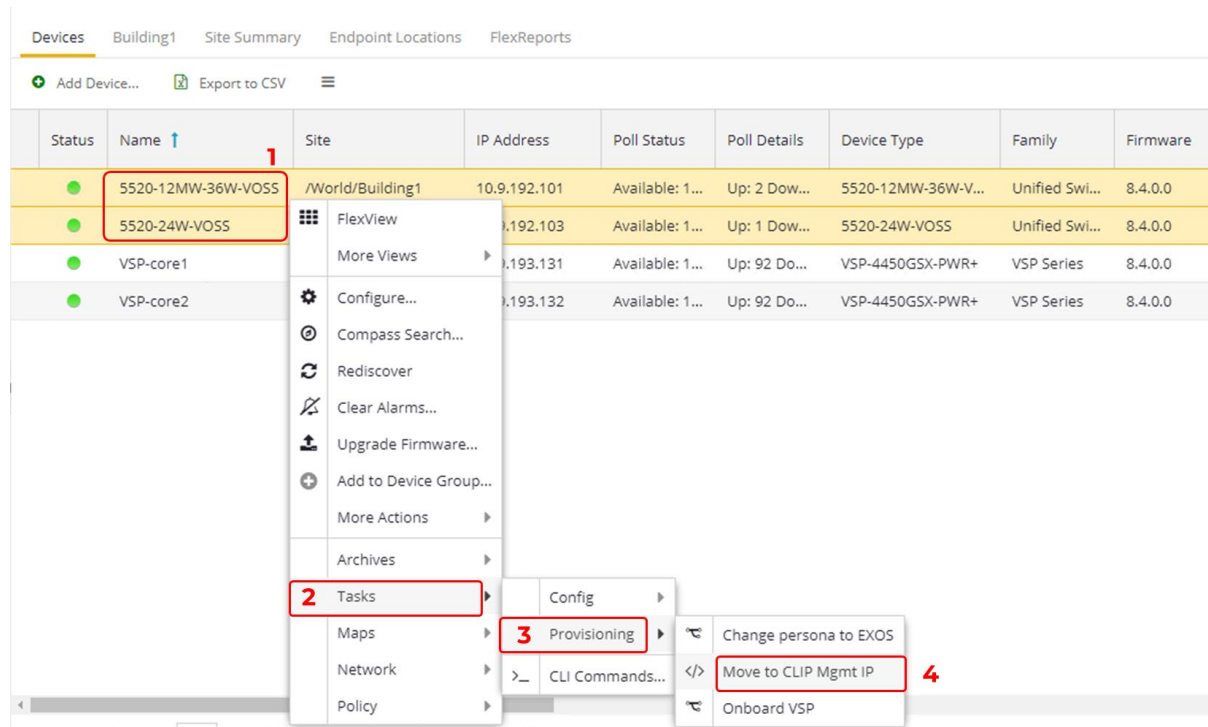 Devices Building1 Site Summary Endpoint Locations FlexReports
Add Device... Export to CSV
Status Name Site IP Address Poll Status Poll Details Device Type Family Firmware
1
5520-12MW-36W-VOSS /World/Building1 10.9.192.101 Available: 1... Up: 2 Dow... 5520-12MW-36W-V... Unified Swi... 8.4.0.0
5520-24W-VOSS .192.103 Available: 1... Up: 1 Dow... 5520-24W-VOSS Unified Swi... 8.4.0.0
VSP-core1 .193.131 Available: 1... Up: 92 Do... VSP-4450GSX-PWR+ VSP Series 8.4.0.0
VSP-core2 .193.132 Available: 1... Up: 92 Do... VSP-4450GSX-PWR+ VSP Series 8.4.0.0
FlexView
More Views
Configure...
Compass Search...
Rediscover
Clear Alarms...
Upgrade Firmware...
Add to Device Group...
More Actions
Archives
2 Tasks
Maps
Network
Policy
Config
3 Provisioning
CLI Commands...
Change persona to EXOS
Move to CLIP Mgmt IP 4
Onboard VSP